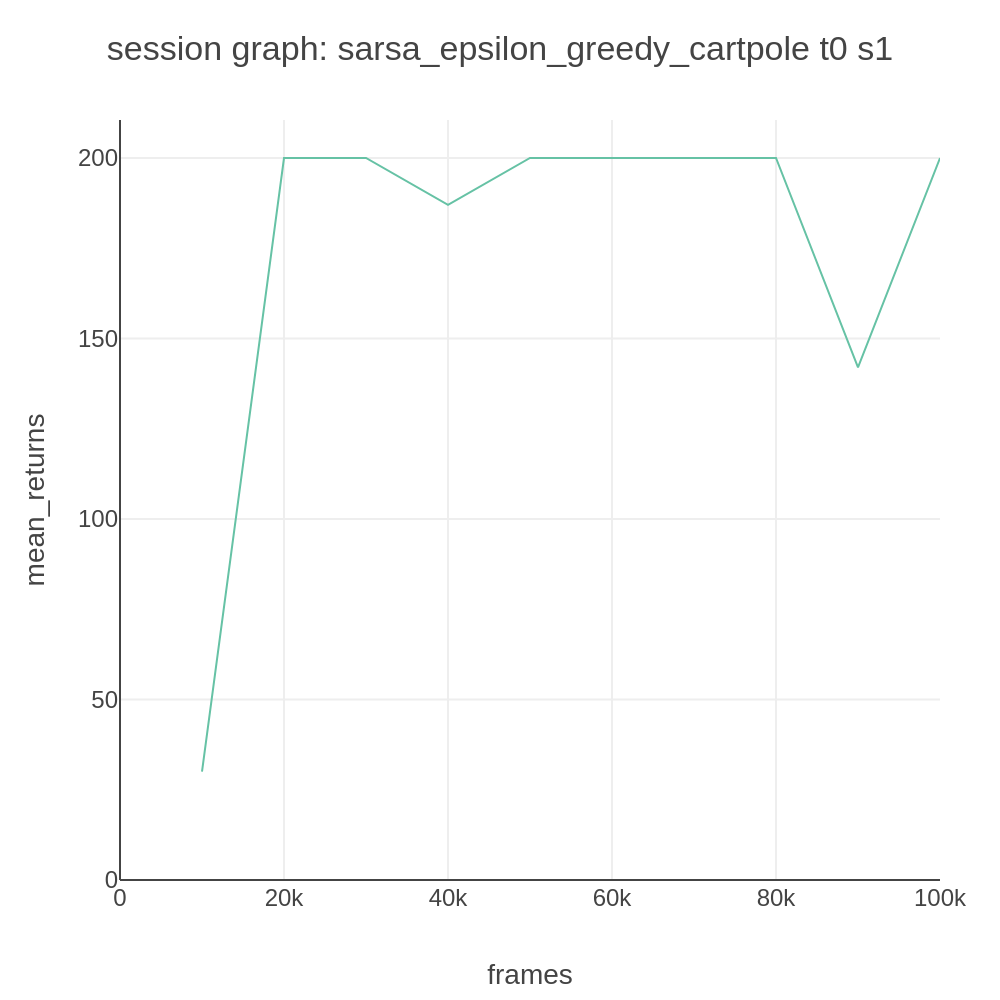 session graph: sarsa_epsilon_greedy_cartpole t0 s1
200
150
100
50
0
mean_returns
0 20k 40k 60k 80k 100k
frames